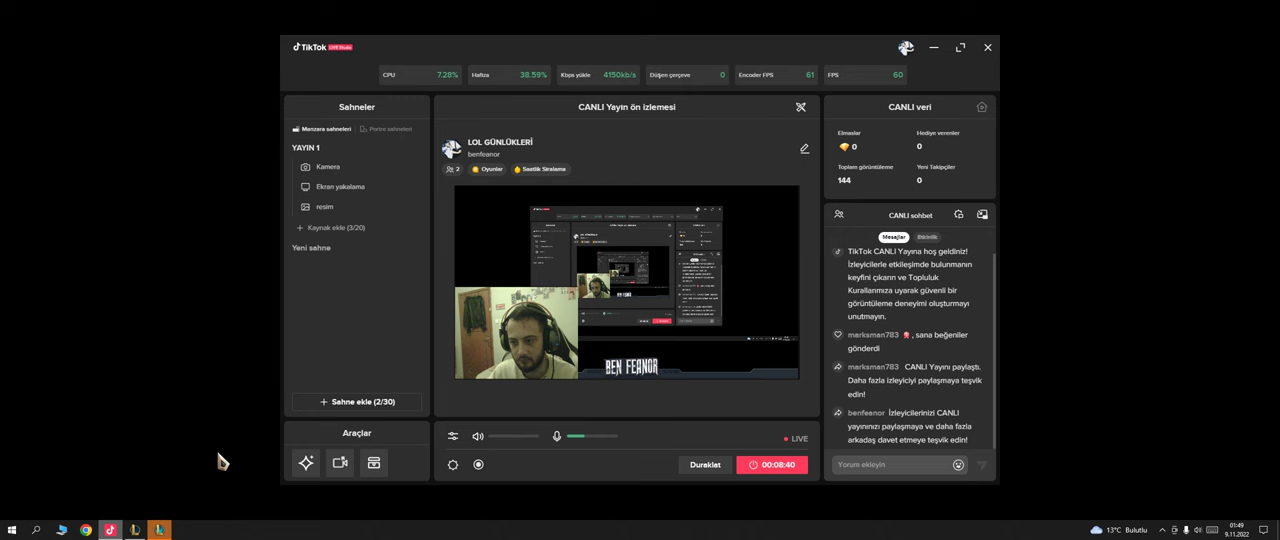 TikTok LIVE Studio
CPU 7.28%
Hafıza 38.59%
Kbps yükle 4150kb/s
Düşen çerçeve 0
Encoder FPS 61
FPS 60
Sahneler
Manzara sahneleri
Portre sahneleri
YAYIN 1
Kamera
Ekran yakalama
resim
Kaynak ekle (3/20)
Yeni sahne
Sahne ekle (2/30)
Araçlar
CANLI Yayın ön izlemesi
LOL GÜNLÜKLERİ
benfeanor
2
Oyunlar
Saatlik Siralama
BEN FEANOR
LIVE
Duraklat
00:08:40
CANLI veri
Elmaslar
0
Hediye verenler
0
Toplam görüntüleme
144
Yeni Takipçiler
0
CANLI sohbet
Mesajlar
Etkinlik
TikTok CANLI Yayına hoş geldiniz!
İzleyicilerle etkileşimde bulunmanın
keyfini çıkarın ve Topluluk
Kurallarımıza uyarak güvenli bir
görüntüleme deneyimi oluşturmayı
unutmayın.
marksman783 , sana beğeniler
gönderdi
marksman783 CANLI Yayını paylaştı.
Daha fazla izleyiciyi paylaşmaya teşvik
edin!
benfeanor İzleyicilerinizi CANLI
yayınınızı paylaşmaya ve daha fazla
arkadaş davet etmeye teşvik edin!
Yorum ekleyin
13°C Bulutlu
01:49
9.11.2022